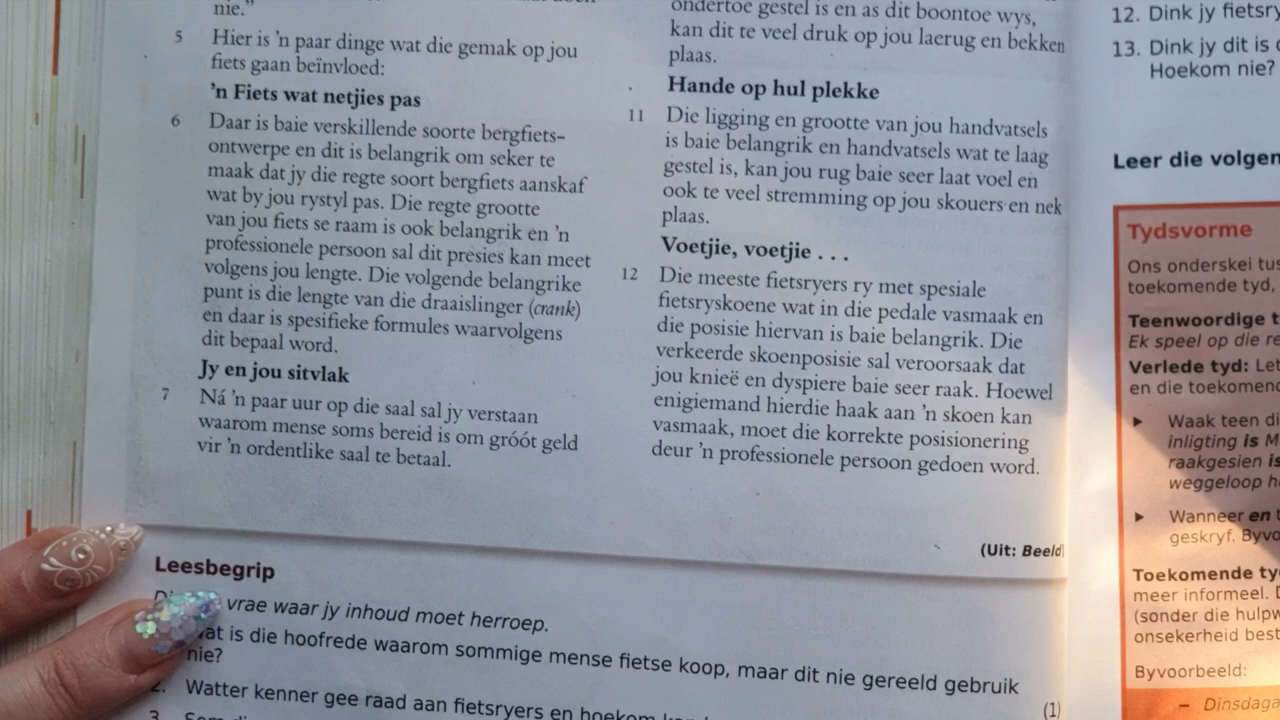 nie.”
5 Hier is ’n paar dinge wat die gemak op jou
fiets gaan beïnvloed:
’n Fiets wat netjies pas
6 Daar is baie verskillende soorte bergfiets-
ontwerpe en dit is belangrik om seker te
maak dat jy die regte soort bergfiets aanskaf
wat by jou rystyl pas. Die regte grootte
van jou fiets se raam is ook belangrik en ’n
professionele persoon sal dit presies kan meet
volgens jou lengte. Die volgende belangrike
punt is die lengte van die draaislinger (crank)
en daar is spesifieke formules waarvolgens
dit bepaal word.
Jy en jou sitvlak
7 Ná ’n paar uur op die saal sal jy verstaan
waarom mense soms bereid is om gróót geld
vir ’n ordentlike saal te betaal.
ondertoe gestel is en as dit boontoe wys,
kan dit te veel druk op jou laerug en bekken
plaas.
Hande op hul plekke
11 Die ligging en grootte van jou handvatsels
is baie belangrik en handvatsels wat te laag
gestel is, kan jou rug baie seer laat voel en
ook te veel stremming op jou skouers en nek
plaas.
Voetjie, voetjie . . .
12 Die meeste fietsryers ry met spesiale
fietsryskoene wat in die pedale vasmaak en
die posisie hiervan is baie belangrik. Die
verkeerde skoenposisie sal veroorsaak dat
jou knieë en dyspiere baie seer raak. Hoewel
enigiemand hierdie haak aan ’n skoen kan
vasmaak, moet die korrekte posisionering
deur ’n professionele persoon gedoen word.
(Uit: Beeld)
Leesbegrip
vrae waar jy inhoud moet herroep.
is die hoofrede waarom sommige mense fietse koop, maar dit nie gereeld gebruik
nie?
(1)
2. Watter kenner gee raad aan fietsryers en hoekom
3.
12. Dink jy fietsry
13. Dink jy dit is
Hoekom nie?
Leer die volgen
Tydsvorme
Ons onderskei tus
toekomende tyd,
Teenwoordige t
Ek speel op die re
Verlede tyd: Let
en die toekomend
► Waak teen di
inligting is M
raakgesien is
weggeloop h
► Wanneer en t
geskryf. Byvo
Toekomende ty
meer informeel. D
(sonder die hulpw
onsekerheid best
Byvoorbeeld:
– Dinsdaga